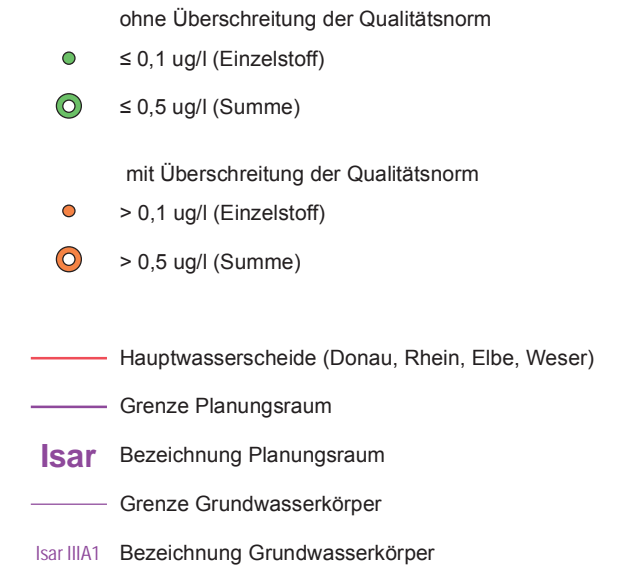 ohne Überschreitung der Qualitätsnorm
≤ 0,1 ug/l (Einzelstoff)
≤ 0,5 ug/l (Summe)
mit Überschreitung der Qualitätsnorm
> 0,1 ug/l (Einzelstoff)
> 0,5 ug/l (Summe)
Hauptwasserscheide (Donau, Rhein, Elbe, Weser)
Grenze Planungsraum
Isar Bezeichnung Planungsraum
Grenze Grundwasserkörper
Isar IIIA1 Bezeichnung Grundwasserkörper